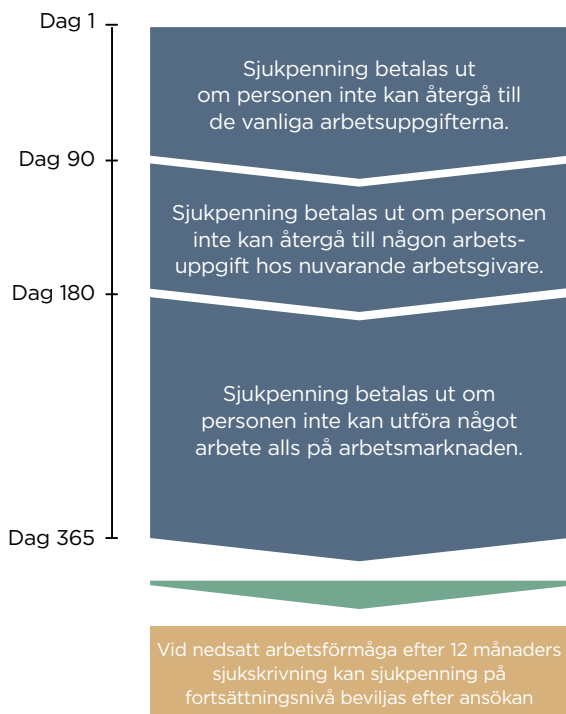 Dag 1
Sjukpenning betalas ut
om personen inte kan återgå till
de vanliga arbetsuppgifterna.
Dag 90
Sjukpenning betalas ut om personen
inte kan återgå till någon arbets-
uppgift hos nuvarande arbetsgivare.
Dag 180
Sjukpenning betalas ut om
personen inte kan utföra något
arbete alls på arbetsmarknaden.
Dag 365
Vid nedsatt arbetsförmåga efter 12 månaders
sjukskrivning kan sjukpenning på
fortsättningsnivå beviljas efter ansökan